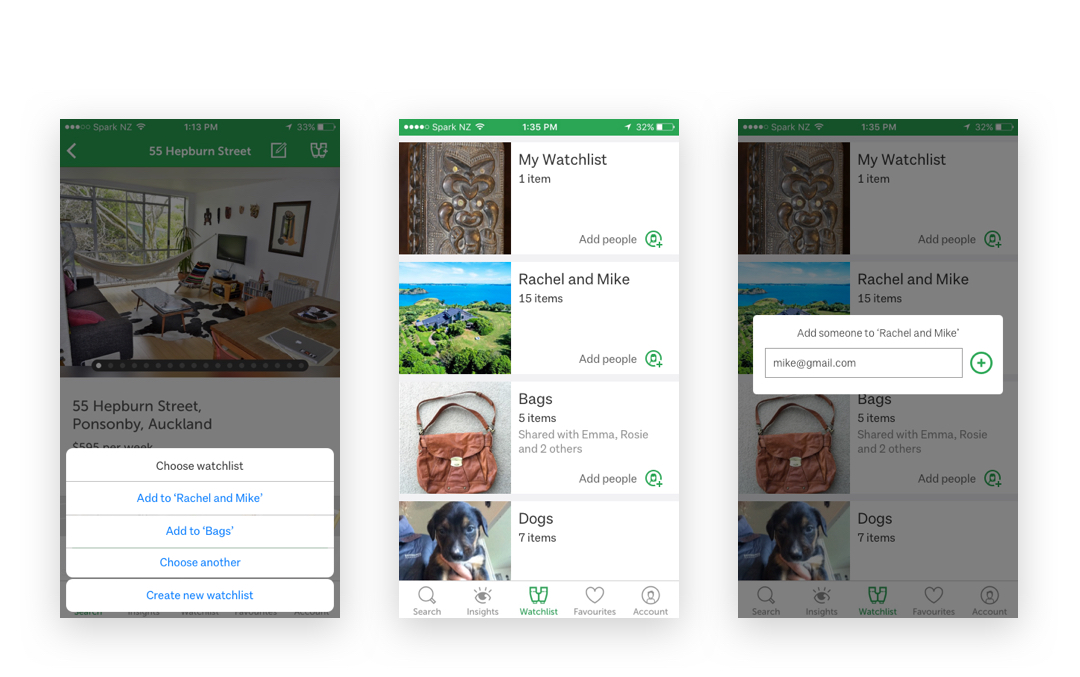 Spark NZ 1:13 PM 33%
55 Hepburn Street
55 Hepburn Street,
Ponsonby, Auckland
$595 per week
Choose watchlist
Add to ‘Rachel and Mike’
Add to ‘Bags’
Choose another
Create new watchlist
Search Insights Watchlist Favourites Account
Spark NZ 1:35 PM 32%
My Watchlist
1 item
Add people
Rachel and Mike
15 items
Add people
Bags
5 items
Shared with Emma, Rosie
and 2 others
Add people
Dogs
7 items
Search Insights Watchlist Favourites Account
Spark NZ 1:35 PM 32%
My Watchlist
1 item
Add people
Rachel and Mike
15 items
Add someone to ‘Rachel and Mike’
mike@gmail.com
Bags
5 items
Shared with Emma, Rosie
and 2 others
Add people
Dogs
7 items
Search Insights Watchlist Favourites Account